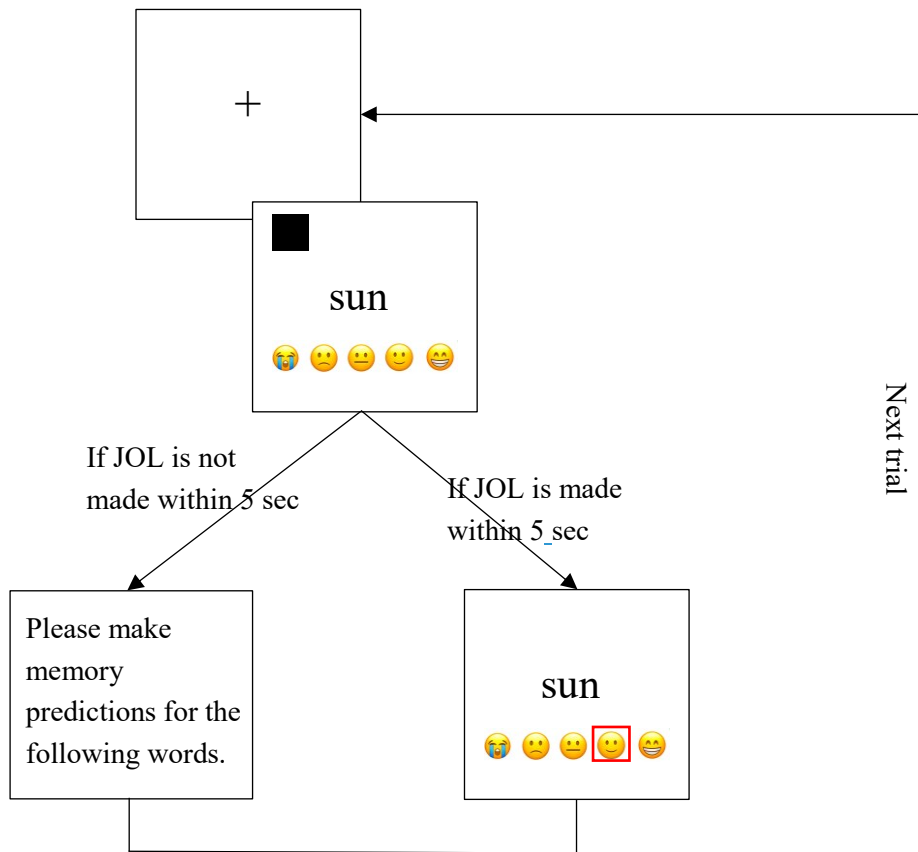 +
sun
If JOL is not
made within 5 sec
If JOL is made
within 5 sec
Next trial
Please make
memory
predictions for the
following words.
sun